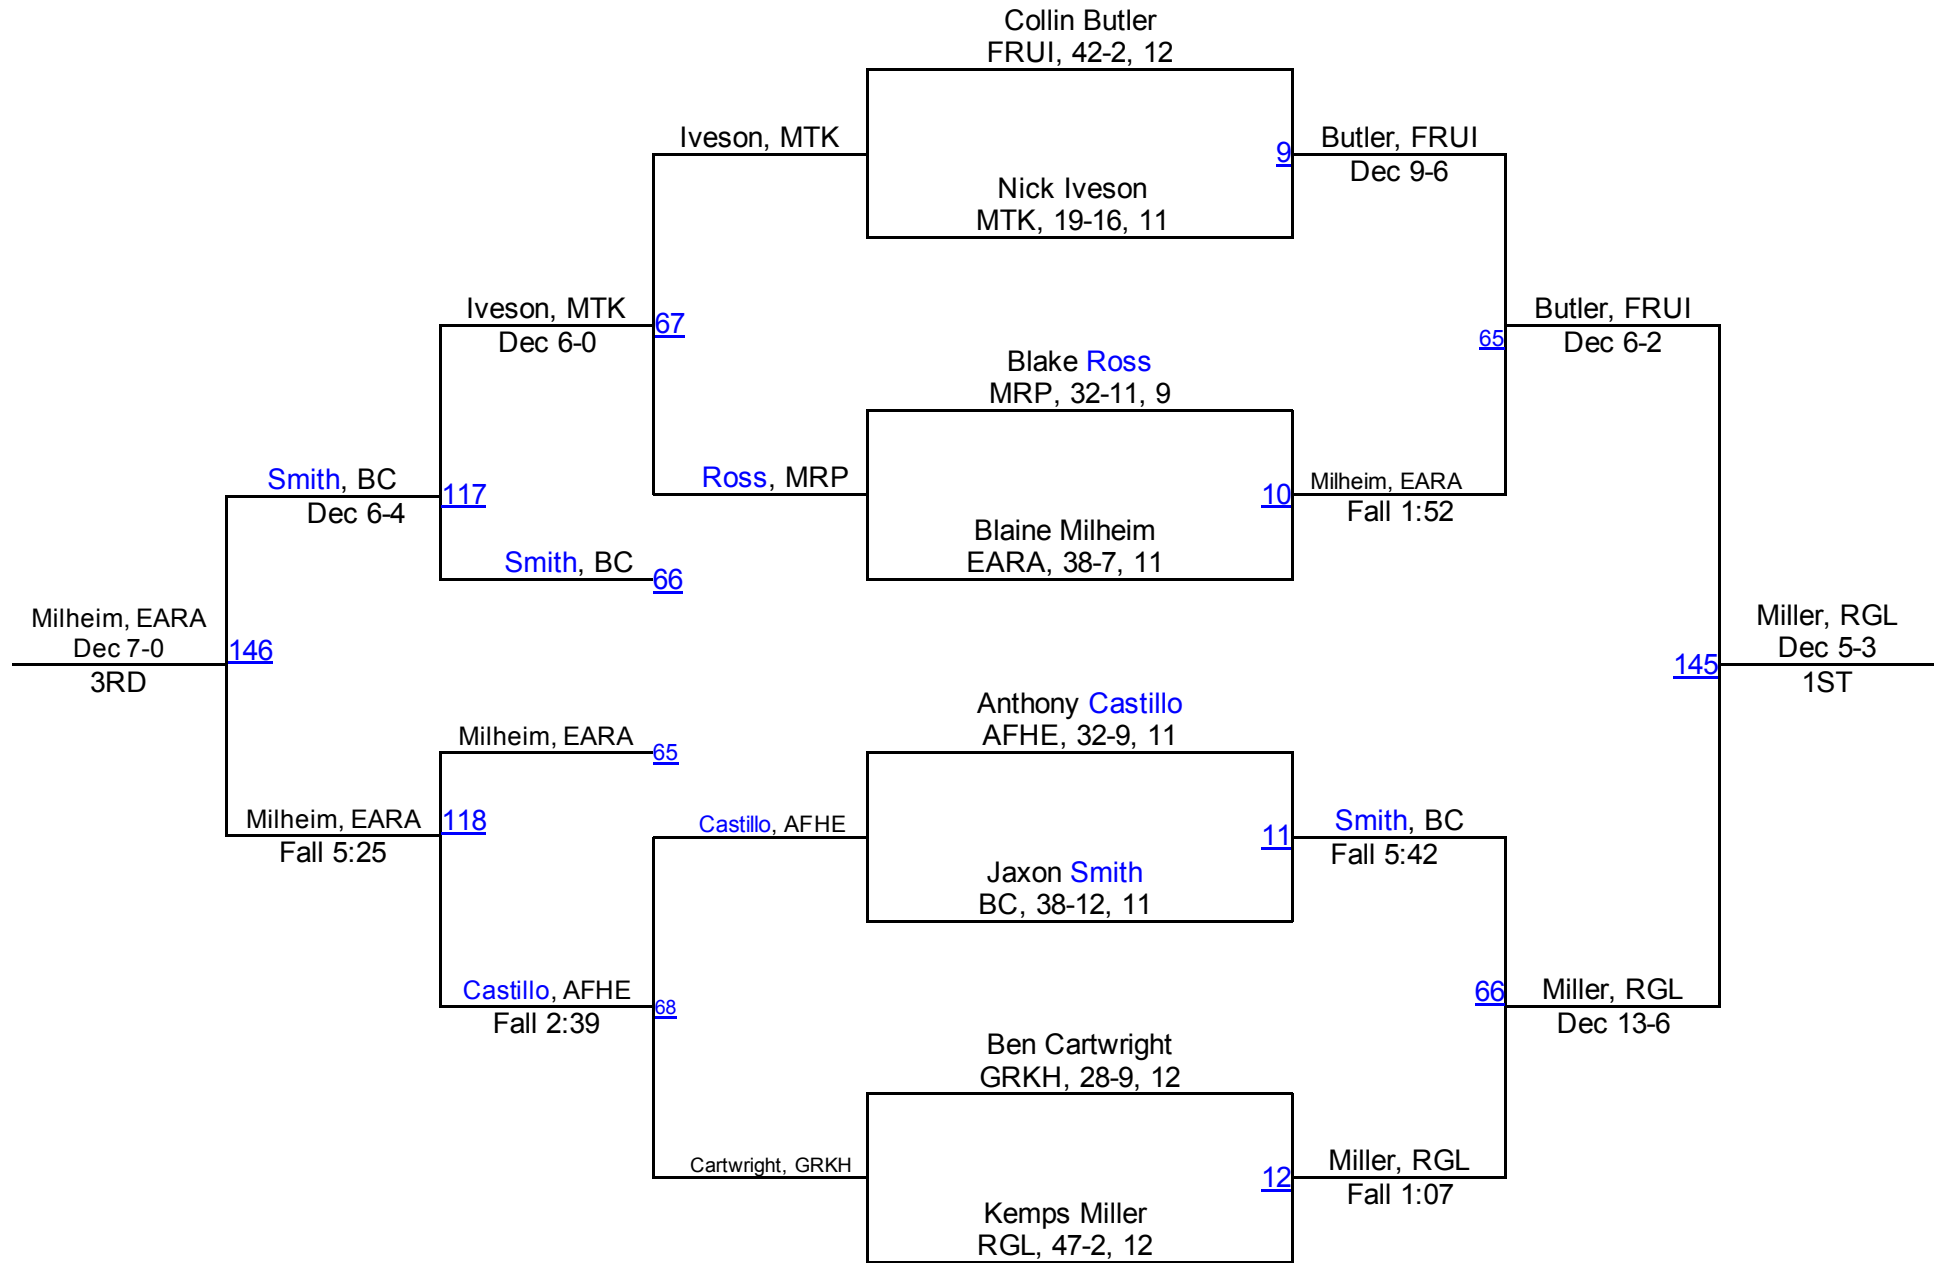 Collin Butler
FRUI, 42-2, 12
Iveson, MTK
9
Butler, FRUI
Dec 9-6
Nick Iveson
MTK, 19-16, 11
Iveson, MTK
Dec 6-0
67
Butler, FRUI
Dec 6-2
65
Blake Ross
MRP, 32-11, 9
Smith, BC
Dec 6-4
117
Ross, MRP
10
Milheim, EARA
Fall 1:52
Blaine Milheim
EARA, 38-7, 11
Smith, BC
66
Milheim, EARA
Dec 7-0
3RD
146
145
Miller, RGL
Dec 5-3
1ST
Anthony Castillo
AFHE, 32-9, 11
Milheim, EARA
65
Milheim, EARA
Fall 5:25
118
Castillo, AFHE
11
Smith, BC
Fall 5:42
Jaxon Smith
BC, 38-12, 11
Castillo, AFHE
Fall 2:39
68
66
Miller, RGL
Dec 13-6
Ben Cartwright
GRKH, 28-9, 12
Cartwright, GRKH
12
Miller, RGL
Fall 1:07
Kemps Miller
RGL, 47-2, 12